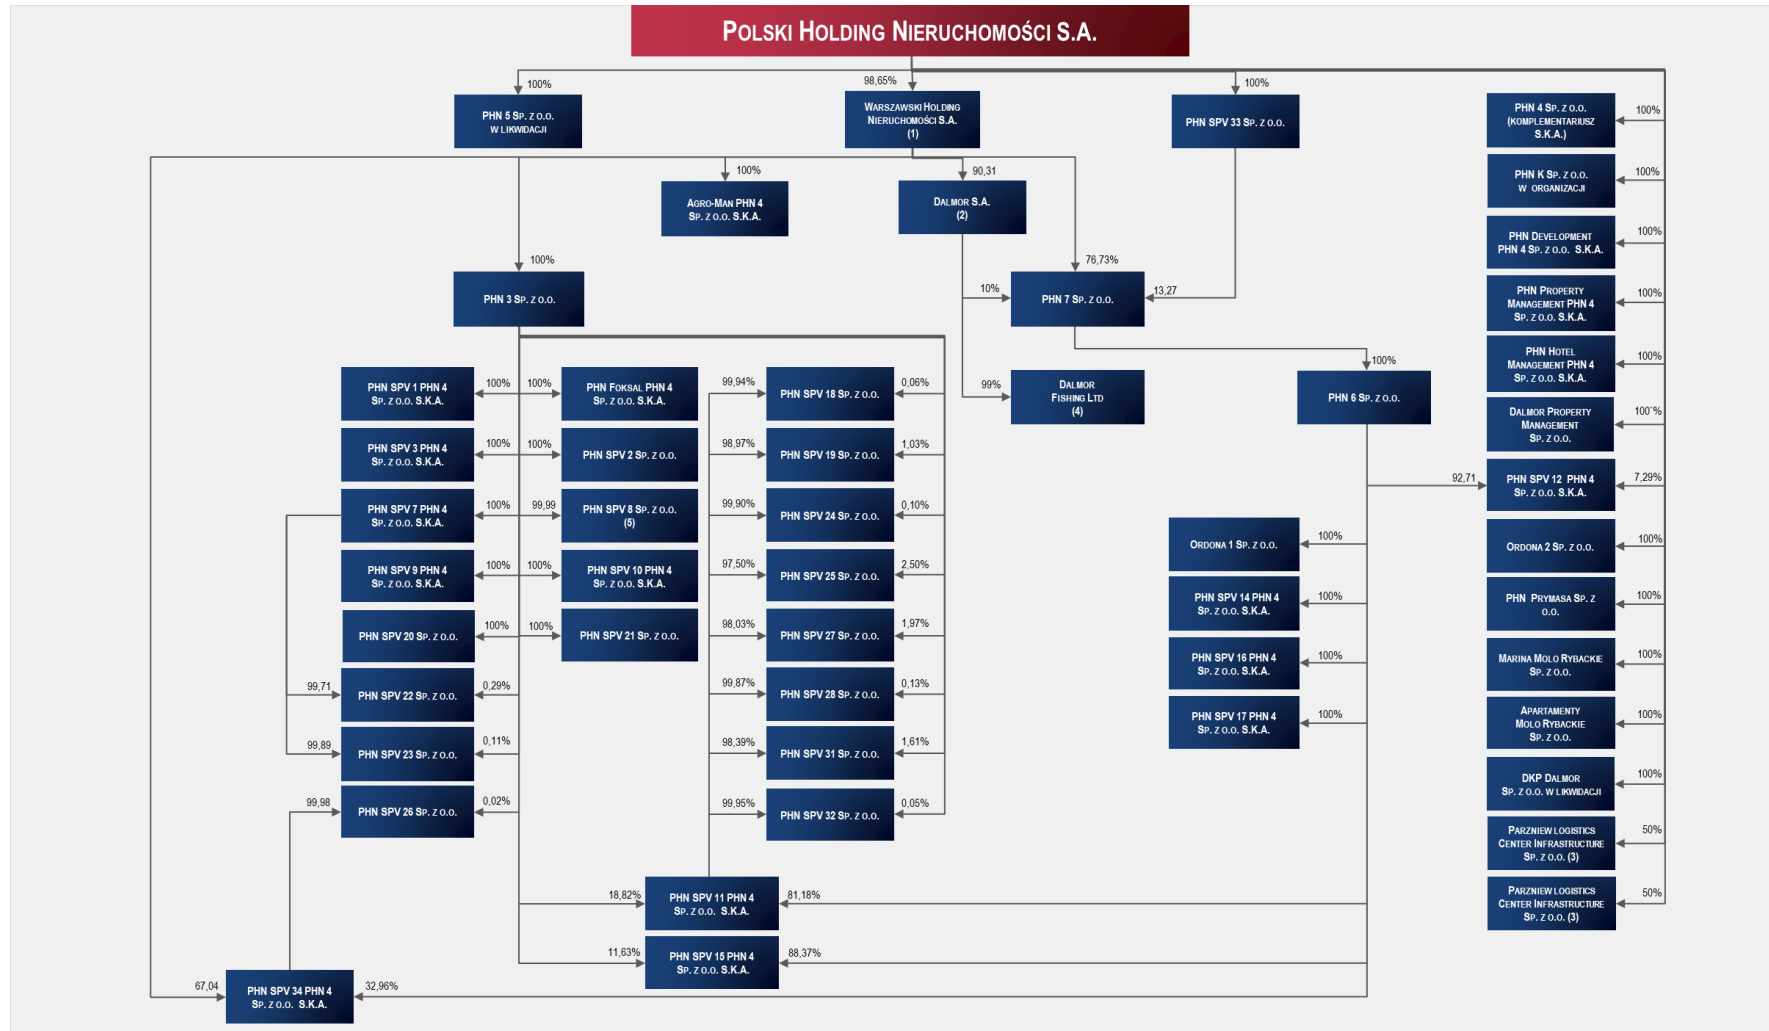 POLSKI HOLDING NIERUCHOMOŚCI S.A.
100%
98,65%
100%
PHN 5 SP. Z O.O.
W LIKWIDACJI
WARSZAWSKI HOLDING
NIERUCHOMOŚCI S.A.
(1)
PHN SPV 33 SP. Z O.O.
PHN 4 SP. Z O.O.
(KOMPLEMENTARIUSZ
S.K.A.)
100%
100%
90,31
AGRO-MAN PHN 4
SP. Z O.O. S.K.A.
DALMOR S.A.
(2)
PHN K SP. Z O.O.
W ORGANIZACJI
100%
PHN DEVELOPMENT
PHN 4 SP. Z O.O. S.K.A.
100%
100%
76,73%
PHN 3 SP. Z O.O.
10%
PHN 7 SP. Z O.O.
13,27
PHN PROPERTY
MANAGEMENT PHN 4
SP. Z O.O. S.K.A.
100%
100%
PHN HOTEL
MANAGEMENT PHN 4
SP. Z O.O. S.K.A.
100%
PHN SPV 1 PHN 4
SP. Z O.O. S.K.A.
100%
100%
PHN FOKSAL PHN 4
SP. Z O.O. S.K.A.
99,94%
PHN SPV 18 SP. Z O.O.
0,06%
99%
DALMOR
FISHING LTD
(4)
PHN 6 SP. Z O.O.
DALMOR PROPERTY
MANAGEMENT
SP. Z O.O.
100`%
PHN SPV 3 PHN 4
SP. Z O.O. S.K.A.
100%
100%
PHN SPV 2 SP. Z O.O.
98,97%
PHN SPV 19 SP. Z O.O.
1,03%
92,71
PHN SPV 12 PHN 4
SP. Z O.O. S.K.A.
7,29%
PHN SPV 7 PHN 4
SP. Z O.O. S.K.A.
100%
99,99
PHN SPV 8 SP. Z O.O.
(5)
99,90%
PHN SPV 24 SP. Z O.O.
0,10%
ORDONA 1 SP. Z O.O.
100%
ORDONA 2 SP. Z O.O.
100%
PHN SPV 9 PHN 4
SP. Z O.O. S.K.A.
100%
100%
PHN SPV 10 PHN 4
SP. Z O.O. S.K.A.
97,50%
PHN SPV 25 SP. Z O.O.
2,50%
PHN SPV 14 PHN 4
SP. Z O.O. S.K.A.
100%
PHN PRYMASA SP. Z
O.O.
100%
PHN SPV 20 SP. Z O.O.
100%
100%
PHN SPV 21 SP. Z O.O.
98,03%
PHN SPV 27 SP. Z O.O.
1,97%
PHN SPV 16 PHN 4
SP. Z O.O. S.K.A.
100%
MARINA MOLO RYBACKIE
SP. Z O.O.
100%
99,71
PHN SPV 22 SP. Z O.O.
0,29%
99,87%
PHN SPV 28 SP. Z O.O.
0,13%
PHN SPV 17 PHN 4
SP. Z O.O. S.K.A.
100%
APARTAMENTY
MOLO RYBACKIE
SP. Z O.O.
100%
99,89
PHN SPV 23 SP. Z O.O.
0,11%
98,39%
PHN SPV 31 SP. Z O.O.
1,61%
DKP DALMOR
SP. Z O.O. W LIKWIDACJI
100%
99,98
PHN SPV 26 SP. Z O.O.
0,02%
99,95%
PHN SPV 32 SP. Z O.O.
0,05%
PARZNIEW LOGISTICS
CENTER INFRASTRUCTURE
SP. Z O.O. (3)
50%
18,82%
PHN SPV 11 PHN 4
SP. Z O.O. S.K.A.
81,18%
PARZNIEW LOGISTICS
CENTER INFRASTRUCTURE
SP. Z O.O. (3)
50%
11,63%
PHN SPV 15 PHN 4
SP. Z O.O. S.K.A.
88,37%
67,04
PHN SPV 34 PHN 4
SP. Z O.O. S.K.A.
32,96%